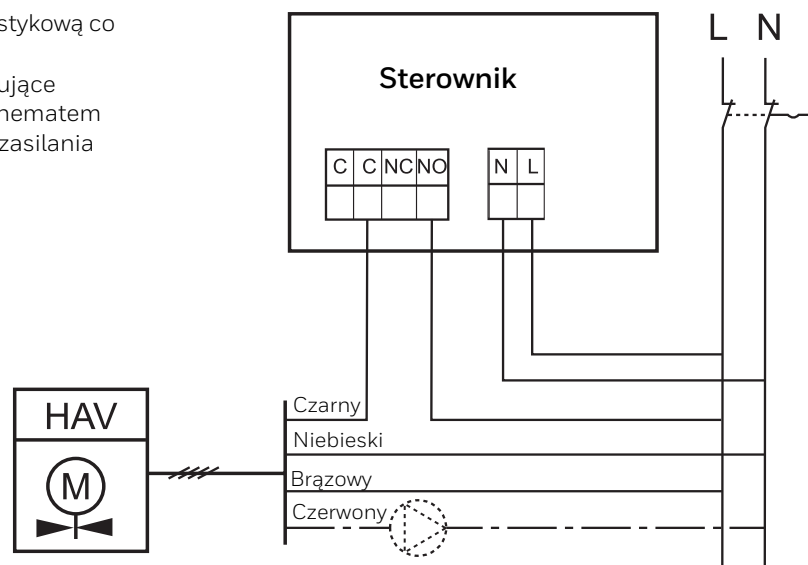 stykową co
ujące
hematem
zasilania
L N
Sterownik
C C NC NO N L
HAV
M
Czarny
Niebieski
Brązowy
Czerwony